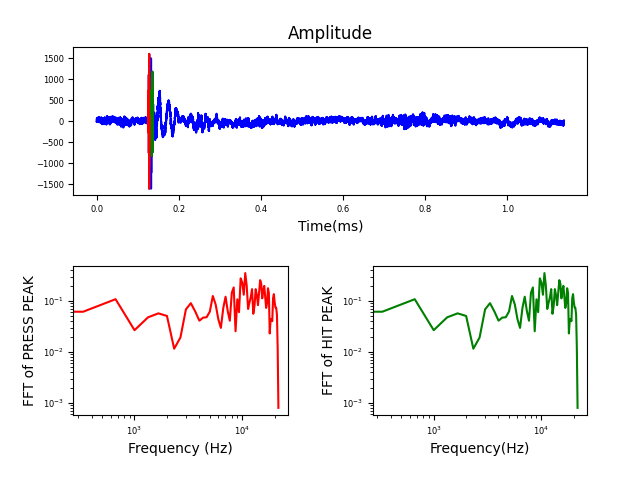 Amplitude
1500
1000
500
0
−500
−1000
−1500
0.0 0.2 0.4 0.6 0.8 1.0
Time(ms)
FFT of PRESS PEAK
10⁻¹
10⁻²
10⁻³
10³ 10⁴
Frequency (Hz)
FFT of HIT PEAK
10⁻¹
10⁻²
10⁻³
10³ 10⁴
Frequency(Hz)